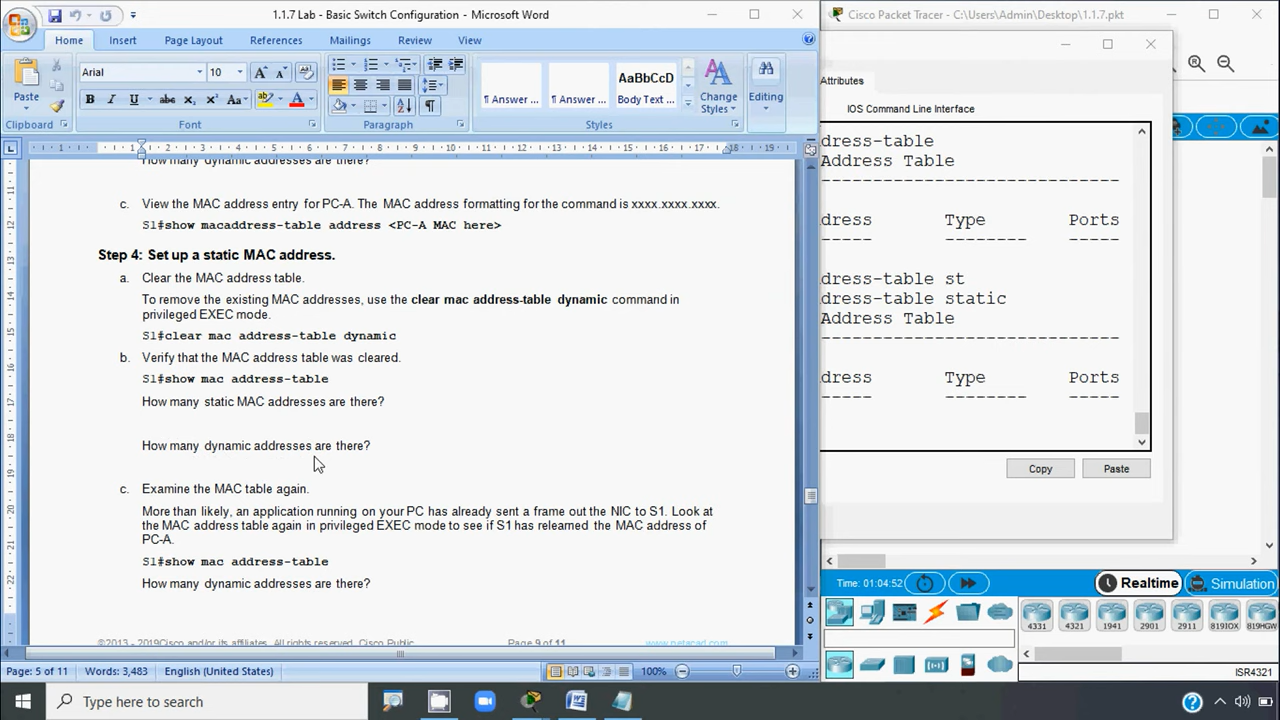 1.1.7 Lab - Basic Switch Configuration - Microsoft Word
Home Insert Page Layout References Mailings Review View
Paste
Clipboard
Arial
10
Font
Paragraph
¶ Answer ...
¶ Answer ...
AaBbCcD
Body Text ...
Change Styles
Styles
Editing
How many dynamic addresses are there?
c. View the MAC address entry for PC-A. The MAC address formatting for the command is xxxx.xxxx.xxxx.
S1#show macaddress-table address <PC-A MAC here>
Step 4: Set up a static MAC address.
a. Clear the MAC address table.
To remove the existing MAC addresses, use the clear mac address-table dynamic command in
privileged EXEC mode.
S1#clear mac address-table dynamic
b. Verify that the MAC address table was cleared.
S1#show mac address-table
How many static MAC addresses are there?
How many dynamic addresses are there?
c. Examine the MAC table again.
More than likely, an application running on your PC has already sent a frame out the NIC to S1. Look at
the MAC address table again in privileged EXEC mode to see if S1 has relearned the MAC address of
PC-A.
S1#show mac address-table
How many dynamic addresses are there?
©2013 - 2019Cisco and/or its affiliates. All rights reserved. Cisco Public Page 9 of 11 www.netacad.com
Page: 5 of 11 Words: 3,483 English (United States) 100%
Cisco Packet Tracer - C:\Users\Admin\Desktop\1.1.7.pkt
Attributes
IOS Command Line Interface
dress-table
Address Table
-------------------------------
dress Type Ports
----- -------- -----
dress-table st
dress-table static
Address Table
-------------------------------
dress Type Ports
----- -------- -----
Copy Paste
Time: 01:04:52 Realtime Simulation
4331 4321 1941 2901 2911 819IOX 819HGW
ISR4321
Type here to search